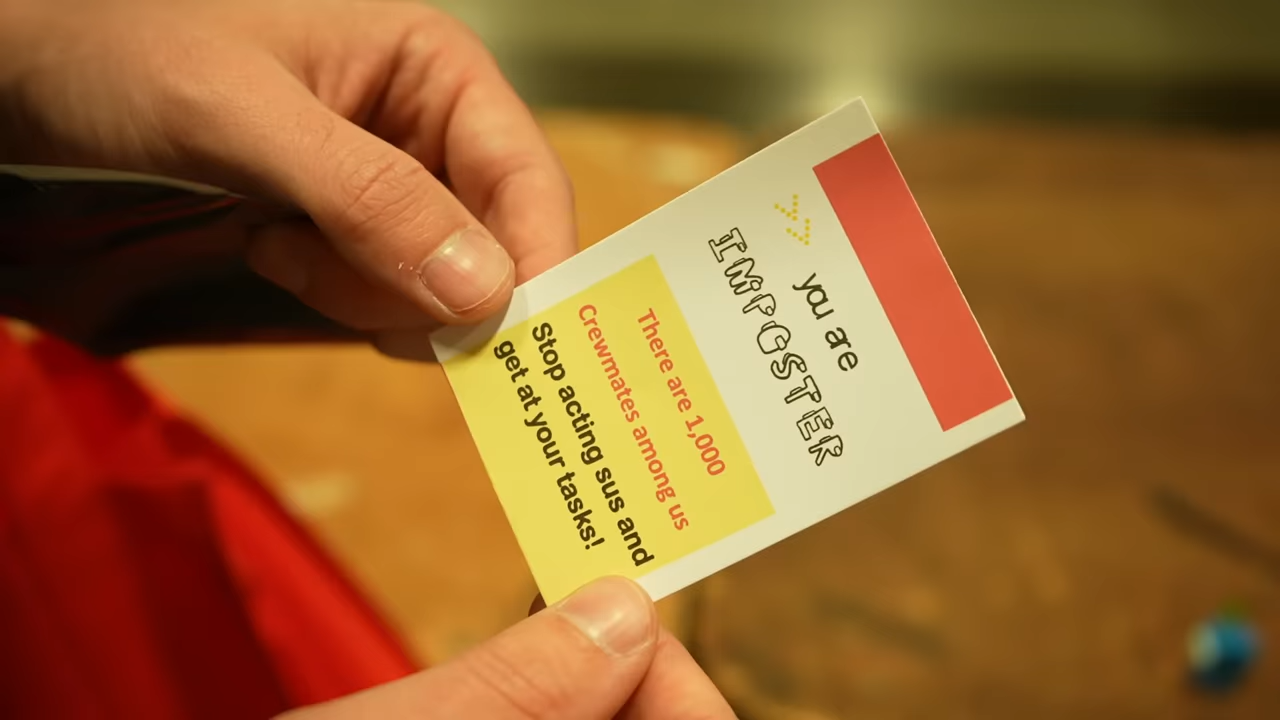 you are
IMPOSTER
There are 1,000
Crewmates among us
Stop acting sus and
get at your tasks!